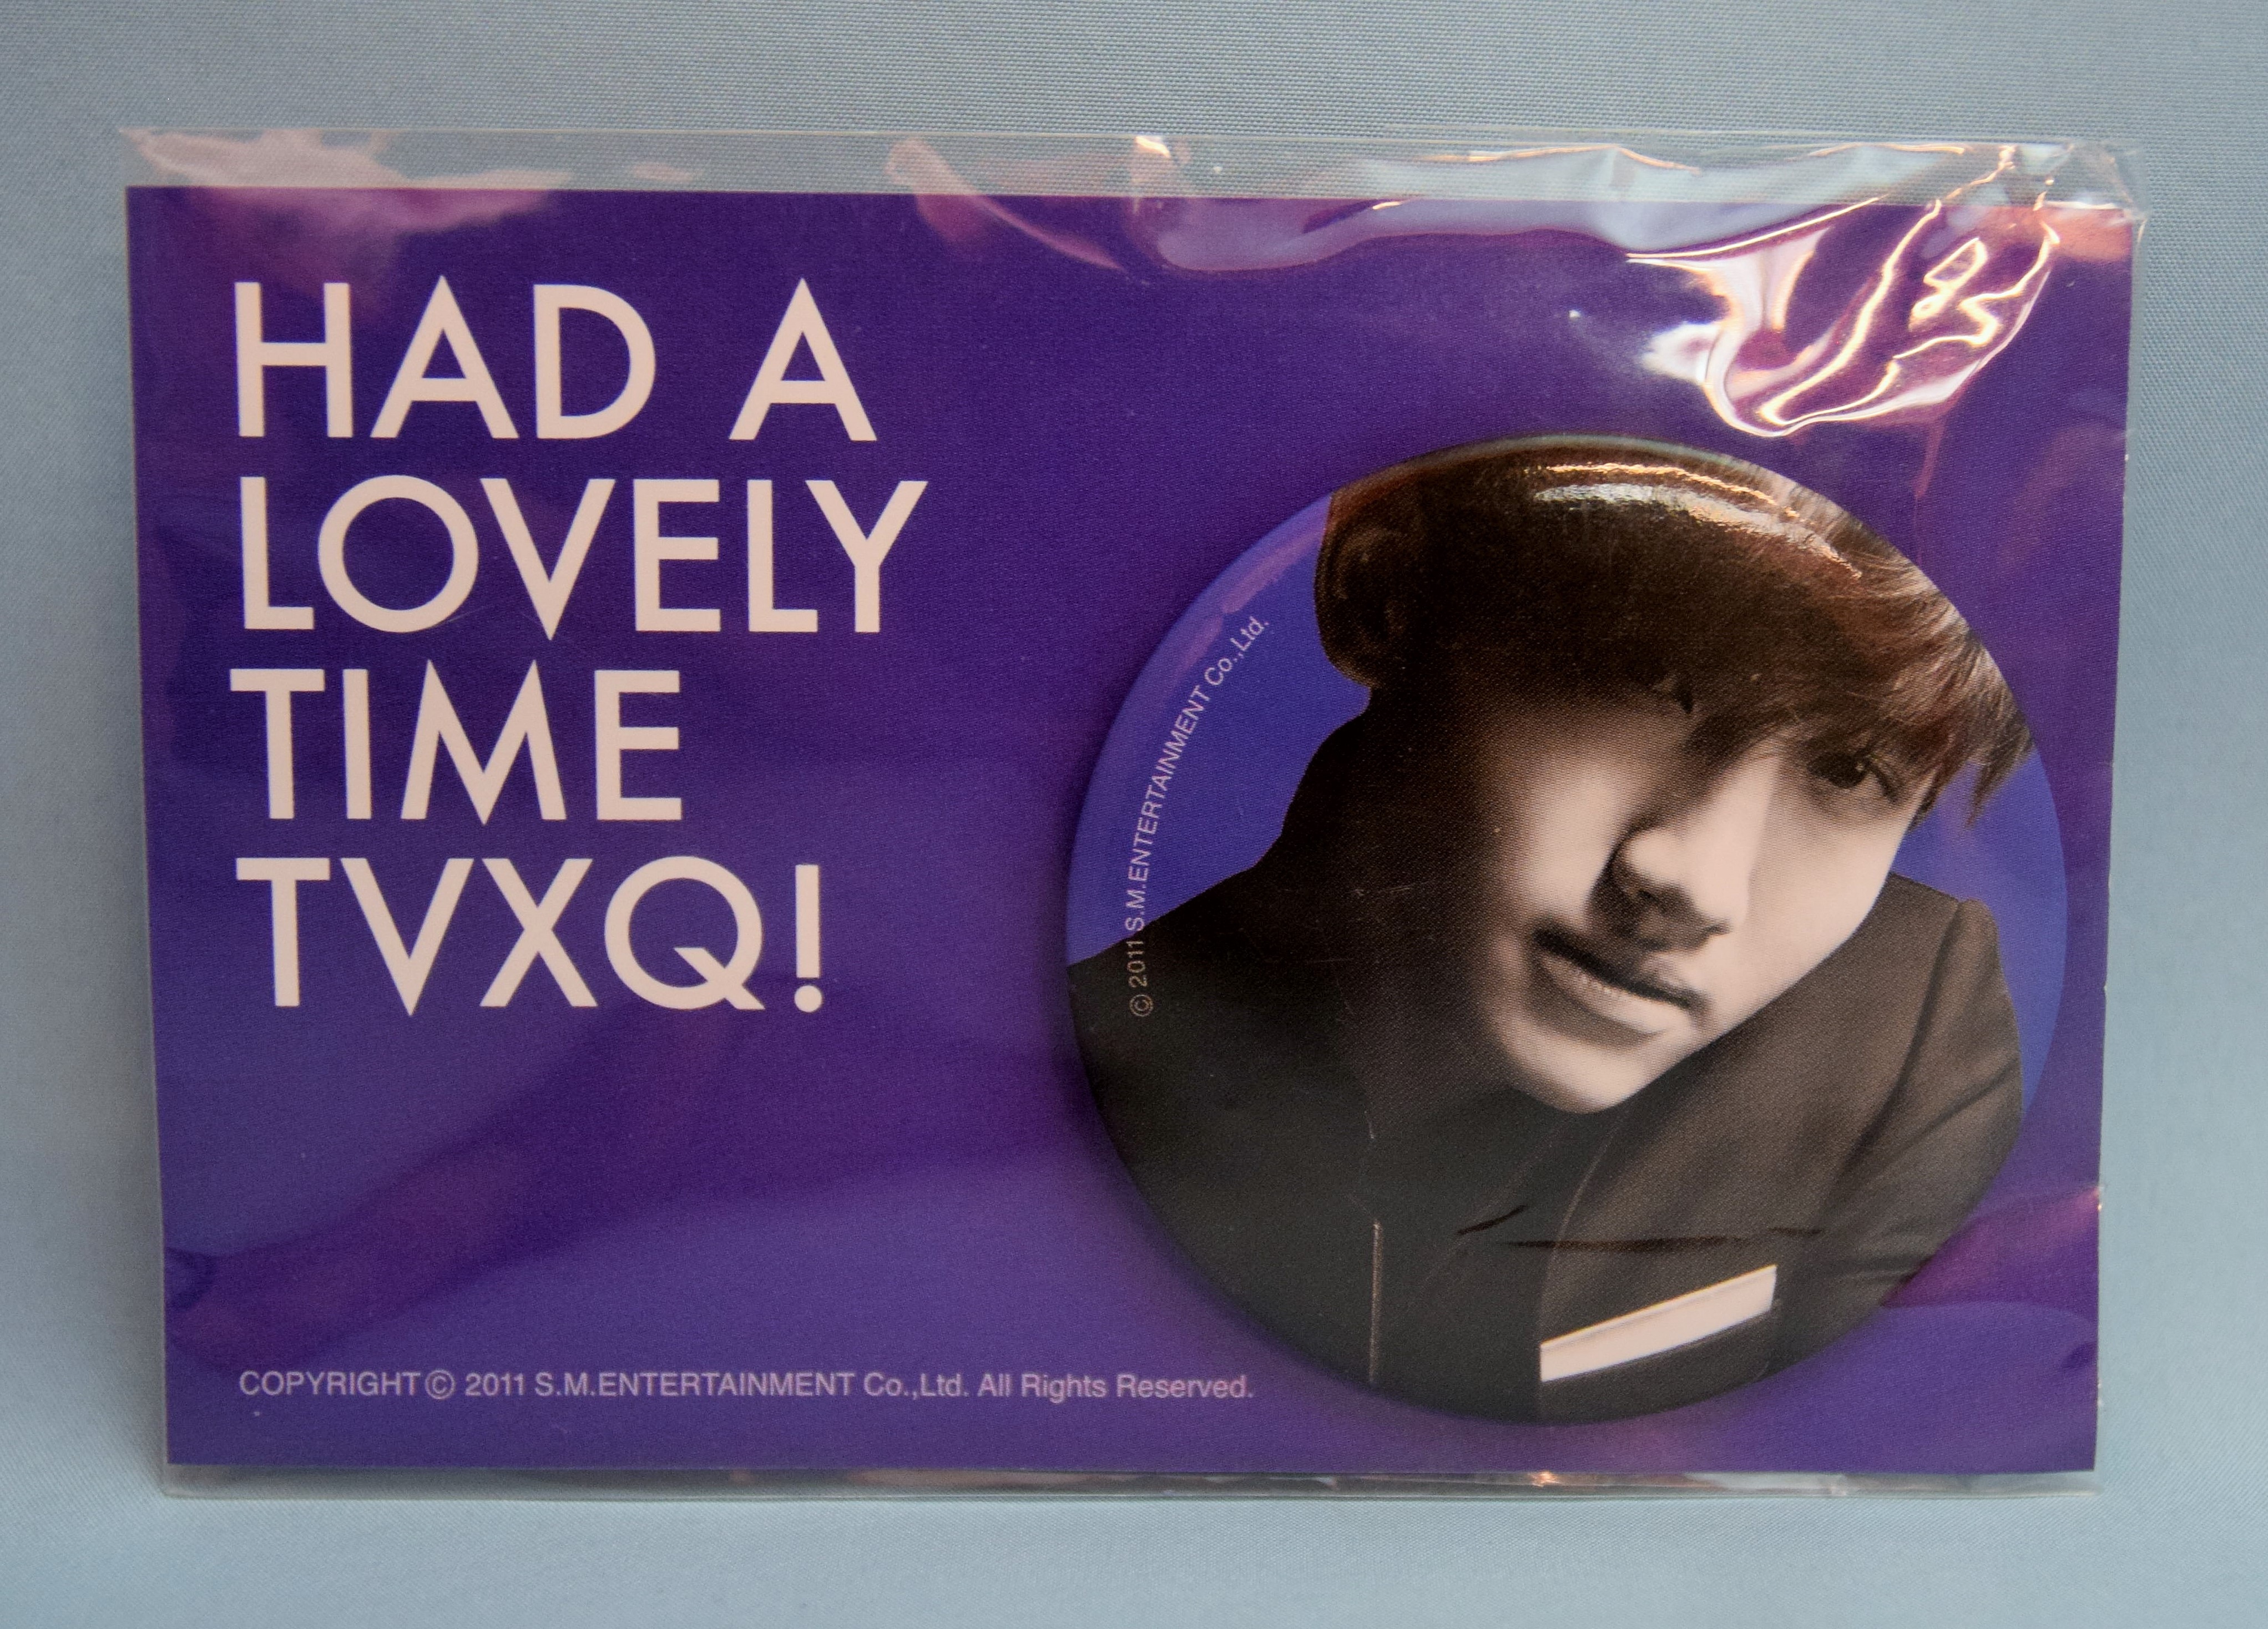 HAD A
LOVELY
TIME
TVXQ!
© 2011 S.M.ENTERTAINMENT Co.,Ltd.
COPYRIGHT © 2011 S.M.ENTERTAINMENT Co.,Ltd. All Rights Reserved.